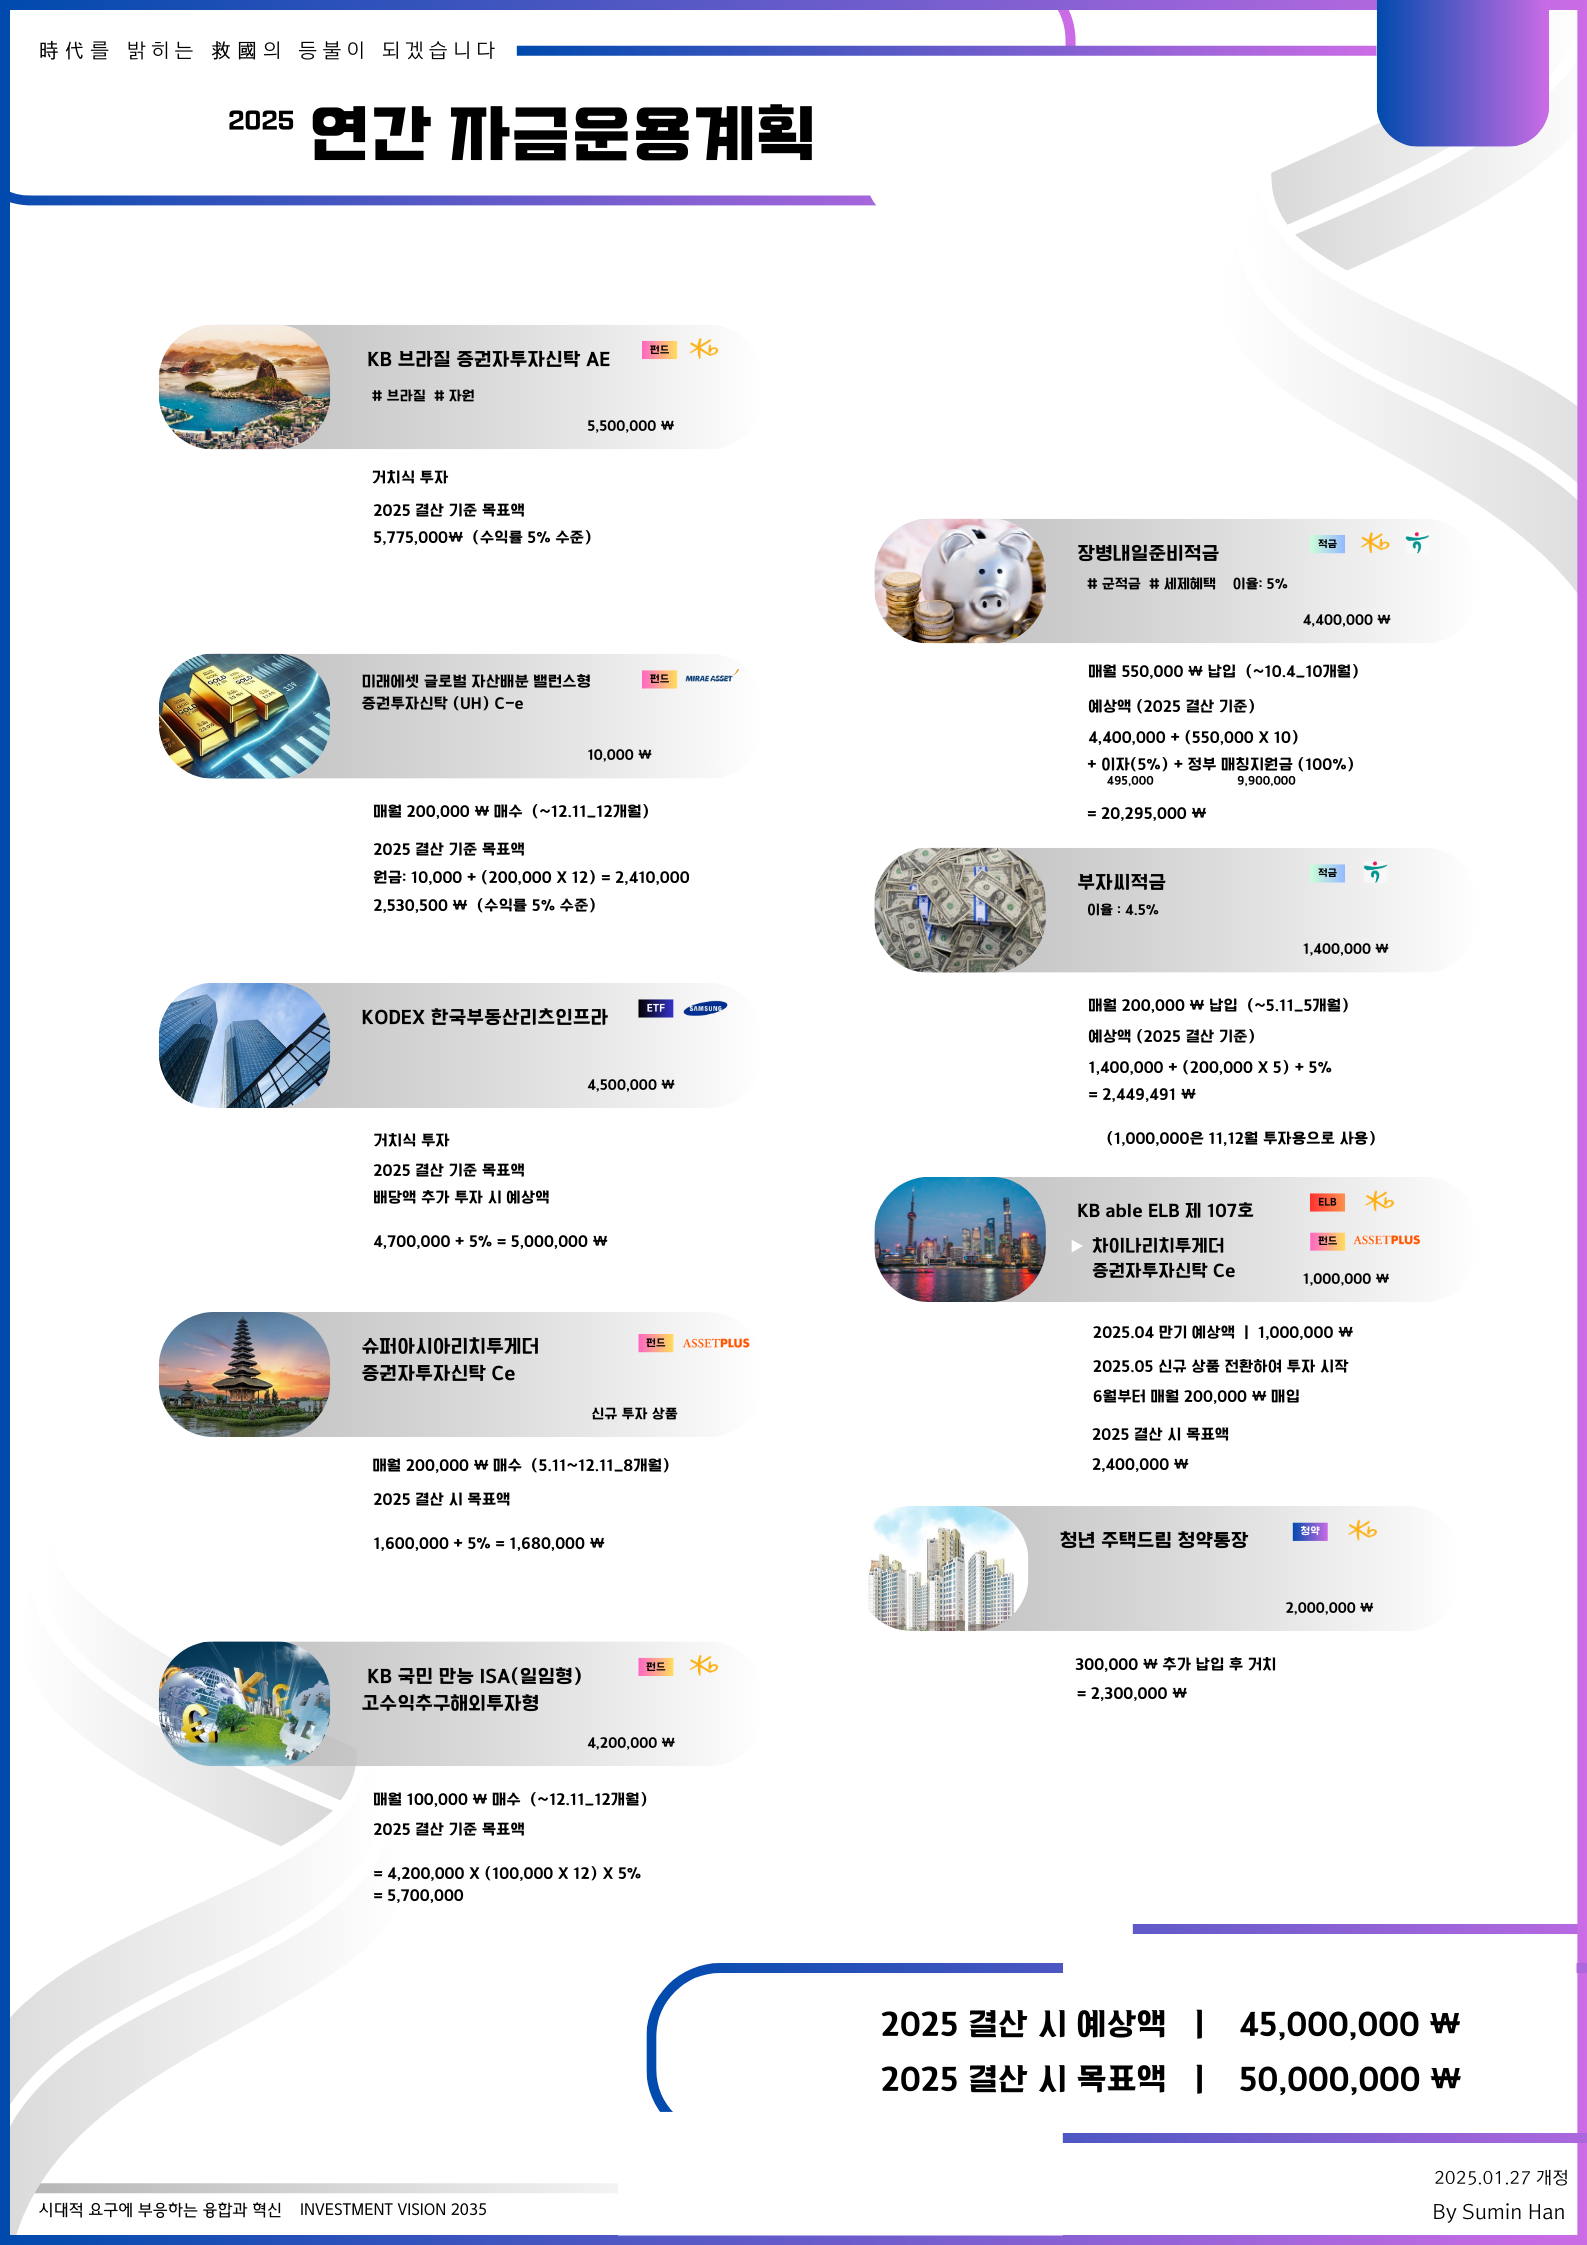 時代를 밝히는 救國의 등불이 되겠습니다
2025 연간 자금운용계획
KB 브라질 증권자투자신탁 AE
펀드
# 브라질 # 자원
5,500,000 ₩
거치식 투자
2025 결산 기준 목표액
5,775,000₩ (수익률 5% 수준)
미래에셋 글로벌 자산배분 밸런스형
증권투자신탁 (UH) C-e
펀드 MIRAE ASSET
10,000 ₩
매월 200,000 ₩ 매수 (~12.11_12개월)
2025 결산 기준 목표액
원금: 10,000 + (200,000 X 12) = 2,410,000
2,530,500 ₩ (수익률 5% 수준)
KODEX 한국부동산리츠인프라
ETF SAMSUNG
4,500,000 ₩
거치식 투자
2025 결산 기준 목표액
배당액 추가 투자 시 예상액
4,700,000 + 5% = 5,000,000 ₩
슈퍼아시아리치투게더
증권자투자신탁 Ce
펀드 ASSETPLUS
신규 투자 상품
매월 200,000 ₩ 매수 (5.11~12.11_8개월)
2025 결산 시 목표액
1,600,000 + 5% = 1,680,000 ₩
KB 국민 만능 ISA(일임형)
고수익추구해외투자형
펀드
4,200,000 ₩
매월 100,000 ₩ 매수 (~12.11_12개월)
2025 결산 기준 목표액
= 4,200,000 X (100,000 X 12) X 5%
= 5,700,000
장병내일준비적금
적금
# 군적금 # 세제혜택 이율: 5%
4,400,000 ₩
매월 550,000 ₩ 납입 (~10.4_10개월)
예상액 (2025 결산 기준)
4,400,000 + (550,000 X 10)
+ 이자(5%) + 정부 매칭지원금 (100%)
495,000 9,900,000
= 20,295,000 ₩
부자씨적금
적금
이율 : 4.5%
1,400,000 ₩
매월 200,000 ₩ 납입 (~5.11_5개월)
예상액 (2025 결산 기준)
1,400,000 + (200,000 X 5) + 5%
= 2,449,491 ₩
(1,000,000은 11,12월 투자용으로 사용)
KB able ELB 제 107호
ELB
차이나리치투게더
증권자투자신탁 Ce
펀드 ASSETPLUS
1,000,000 ₩
2025.04 만기 예상액 | 1,000,000 ₩
2025.05 신규 상품 전환하여 투자 시작
6월부터 매월 200,000 ₩ 매입
2025 결산 시 목표액
2,400,000 ₩
청년 주택드림 청약통장
청약
2,000,000 ₩
300,000 ₩ 추가 납입 후 거치
= 2,300,000 ₩
2025 결산 시 예상액 | 45,000,000 ₩
2025 결산 시 목표액 | 50,000,000 ₩
시대적 요구에 부응하는 융합과 혁신 INVESTMENT VISION 2035
2025.01.27 개정
By Sumin Han